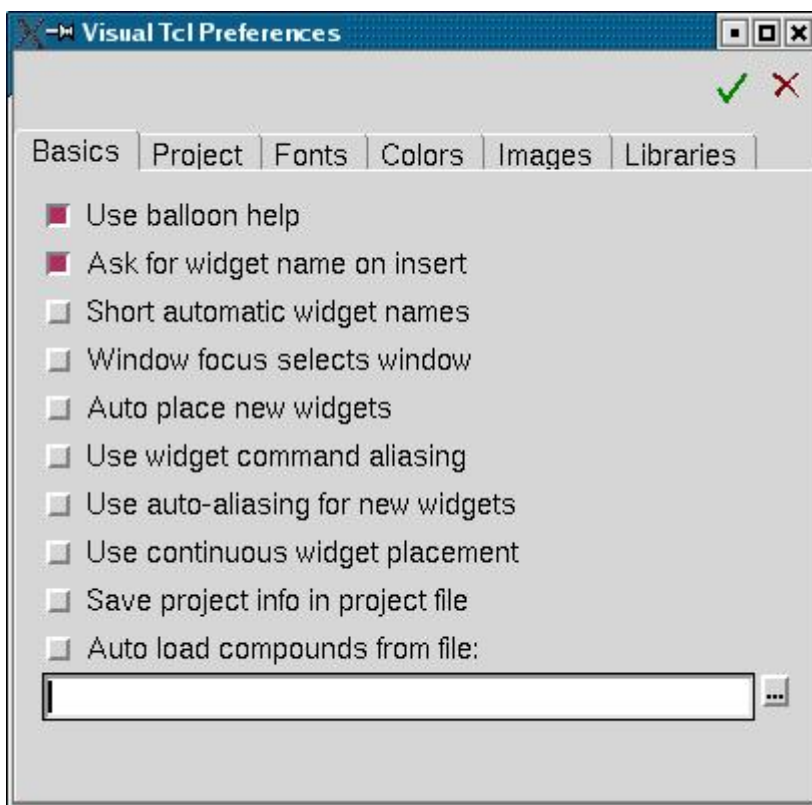 Visual Tcl Preferences
Basics Project Fonts Colors Images Libraries
Use balloon help
Ask for widget name on insert
Short automatic widget names
Window focus selects window
Auto place new widgets
Use widget command aliasing
Use auto-aliasing for new widgets
Use continuous widget placement
Save project info in project file
Auto load compounds from file:
...